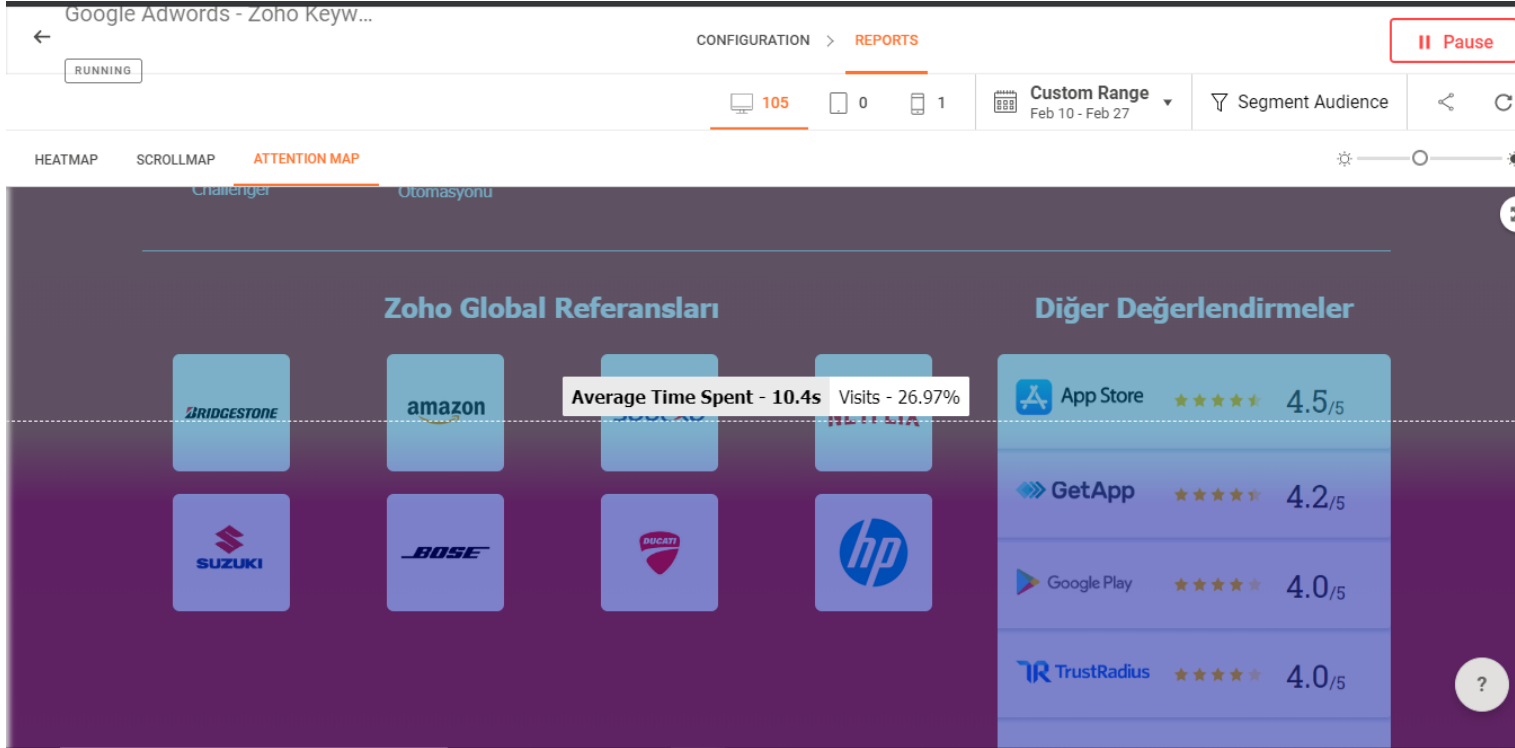 Google Adwords - Zoho Keyw...
RUNNING
CONFIGURATION > REPORTS
Pause
105 0 1
Custom Range
Feb 10 - Feb 27
Segment Audience
HEATMAP SCROLLMAP ATTENTION MAP
Challenger Otomasyonu
Zoho Global Referansları
Diğer Değerlendirmeler
BRIDGESTONE amazon NETFLIX
Average Time Spent - 10.4s Visits - 26.97%
App Store 4.5/5
GetApp 4.2/5
SUZUKI BOSE DUCATI hp
Google Play 4.0/5
TrustRadius 4.0/5
?